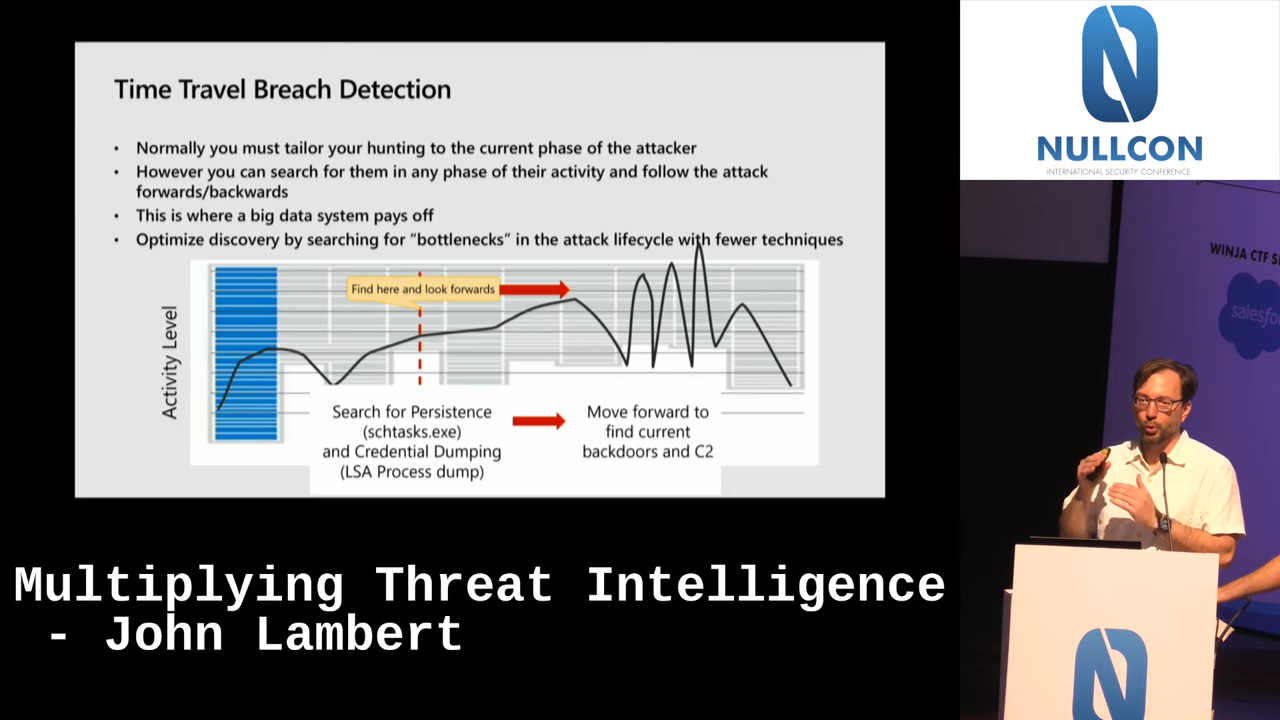 Time Travel Breach Detection
• Normally you must tailor your hunting to the current phase of the attacker
• However you can search for them in any phase of their activity and follow the attack
forwards/backwards
• This is where a big data system pays off
• Optimize discovery by searching for “bottlenecks” in the attack lifecycle with fewer techniques
Activity Level
Find here and look forwards
Search for Persistence
(schtasks.exe)
and Credential Dumping
(LSA Process dump)
Move forward to
find current
backdoors and C2
Multiplying Threat Intelligence
- John Lambert
NULLCON
INTERNATIONAL SECURITY CONFERENCE
WINJA CTF